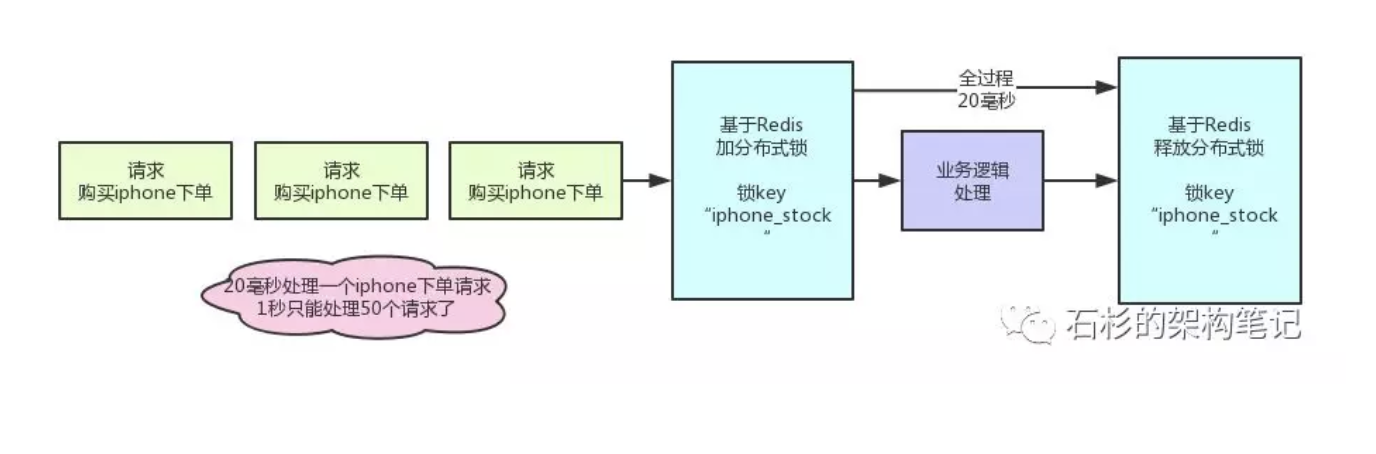 请求
购买iphone下单
请求
购买iphone下单
请求
购买iphone下单
20毫秒处理一个iphone下单请求
1秒只能处理50个请求了
基于Redis
加分布式锁
锁key
“iphone_stock
“
全过程
20毫秒
业务逻辑
处理
基于Redis
释放分布式锁
锁key
“iphone_stock
“
石杉的架构笔记